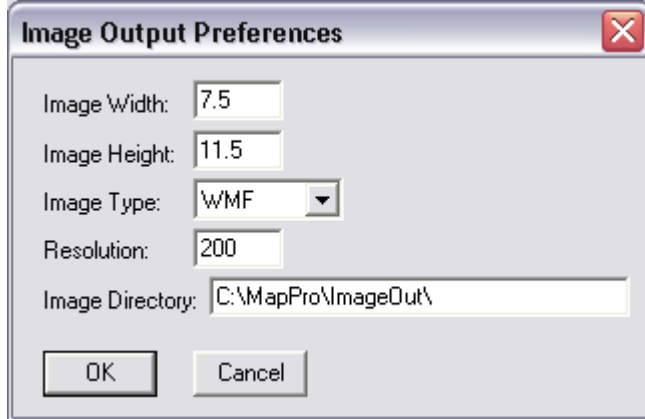 Image Output Preferences
Image Width: 7.5
Image Height: 11.5
Image Type: WMF
Resolution: 200
Image Directory: C:\MapPro\ImageOut\
OK Cancel